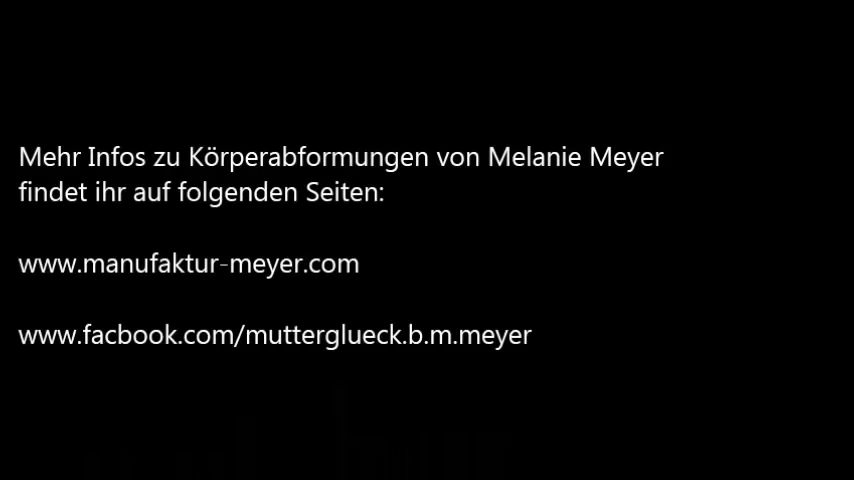 Mehr Infos zu Körperabformungen von Melanie Meyer
findet ihr auf folgenden Seiten:
www.manufaktur-meyer.com
www.facbook.com/mutterglueck.b.m.meyer